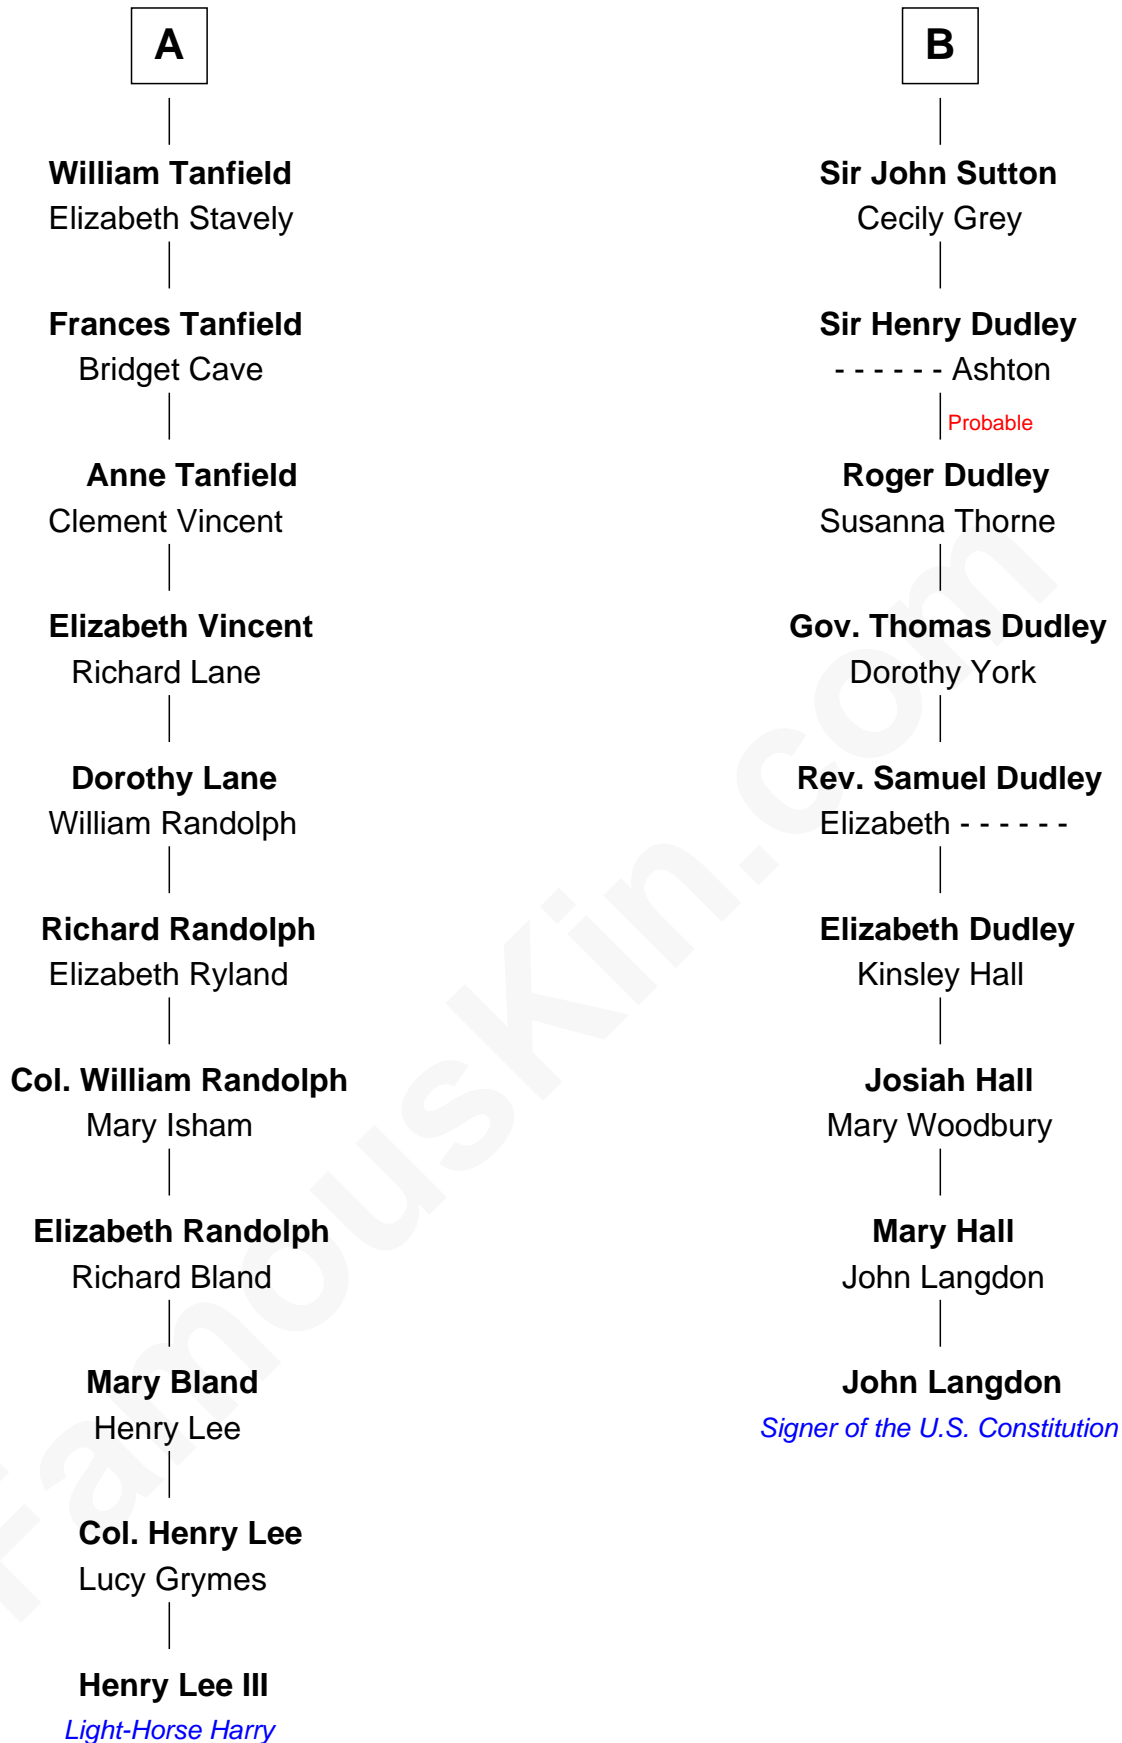 A
William Tanfield
Elizabeth Stavely
Frances Tanfield
Bridget Cave
Anne Tanfield
Clement Vincent
Elizabeth Vincent
Richard Lane
Dorothy Lane
William Randolph
Richard Randolph
Elizabeth Ryland
Col. William Randolph
Mary Isham
Elizabeth Randolph
Richard Bland
Mary Bland
Henry Lee
Col. Henry Lee
Lucy Grymes
Henry Lee III
Light-Horse Harry
B
Sir John Sutton
Cecily Grey
Sir Henry Dudley
- - - - - - Ashton
Probable
Roger Dudley
Susanna Thorne
Gov. Thomas Dudley
Dorothy York
Rev. Samuel Dudley
Elizabeth - - - - - -
Elizabeth Dudley
Kinsley Hall
Josiah Hall
Mary Woodbury
Mary Hall
John Langdon
John Langdon
Signer of the U.S. Constitution
FamousKin.com